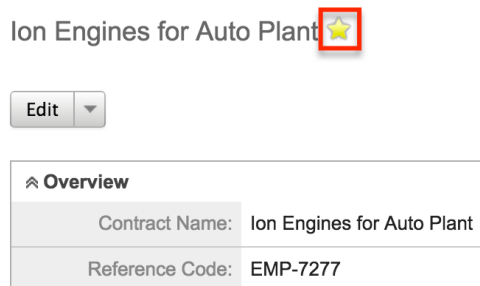 Ion Engines for Auto Plant
Edit
Overview
Contract Name: Ion Engines for Auto Plant
Reference Code: EMP-7277